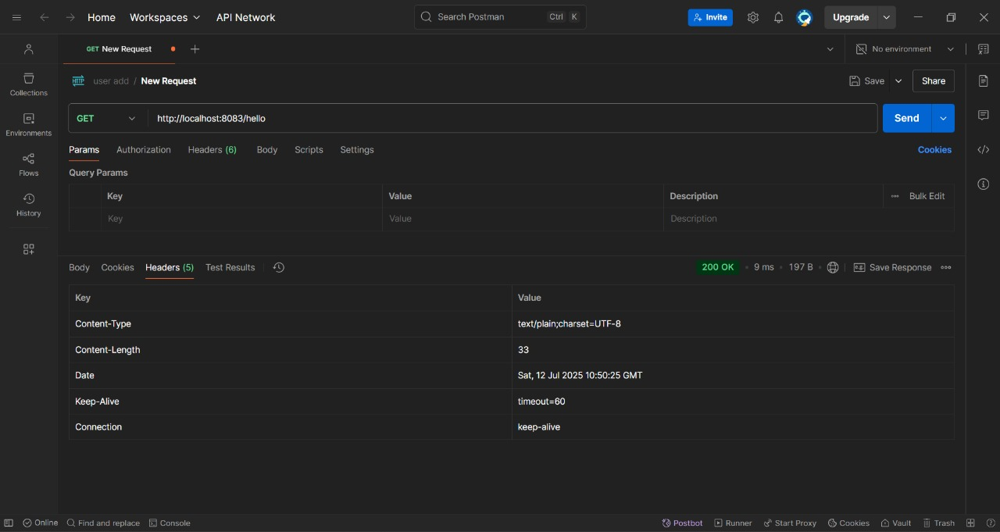 Home Workspaces API Network Search Postman Ctrl K Invite Upgrade
GET New Request No environment
HTTP user add / New Request Save Share
Collections
GET http://localhost:8083/hello Send
Environments
Params Authorization Headers (6) Body Scripts Settings Cookies
Flows
Query Params
Key Value Description Bulk Edit
History
Key Value Description
Body Cookies Headers (5) Test Results 200 OK 9 ms 197 B Save Response
Key Value
Content-Type text/plain;charset=UTF-8
Content-Length 33
Date Sat, 12 Jul 2025 10:50:25 GMT
Keep-Alive timeout=60
Connection keep-alive
Online Find and replace Console Postbot Runner Start Proxy Cookies Vault Trash